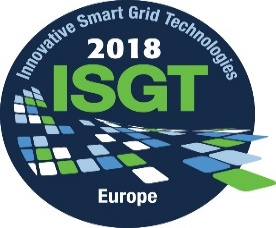 Innovative Smart Grid Technologies
2018
ISGT
Europe